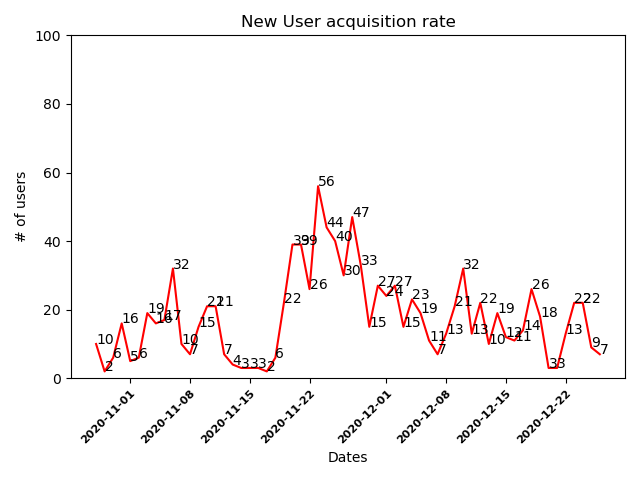 New User acquisition rate
100
80
60
40
20
0
# of users
10 2 6 16 5 6 19 16 17 32 10 7 15 21 21 7 4 3 3 3 2 6 22 39 39 26 56 44 40 30 47 33 15 27 24 27 15 23 19 11 7 13 21 32 13 22 10 19 12 11 14 26 18 3 3 13 22 22 9 7
2020-11-01 2020-11-08 2020-11-15 2020-11-22 2020-12-01 2020-12-08 2020-12-15 2020-12-22
Dates